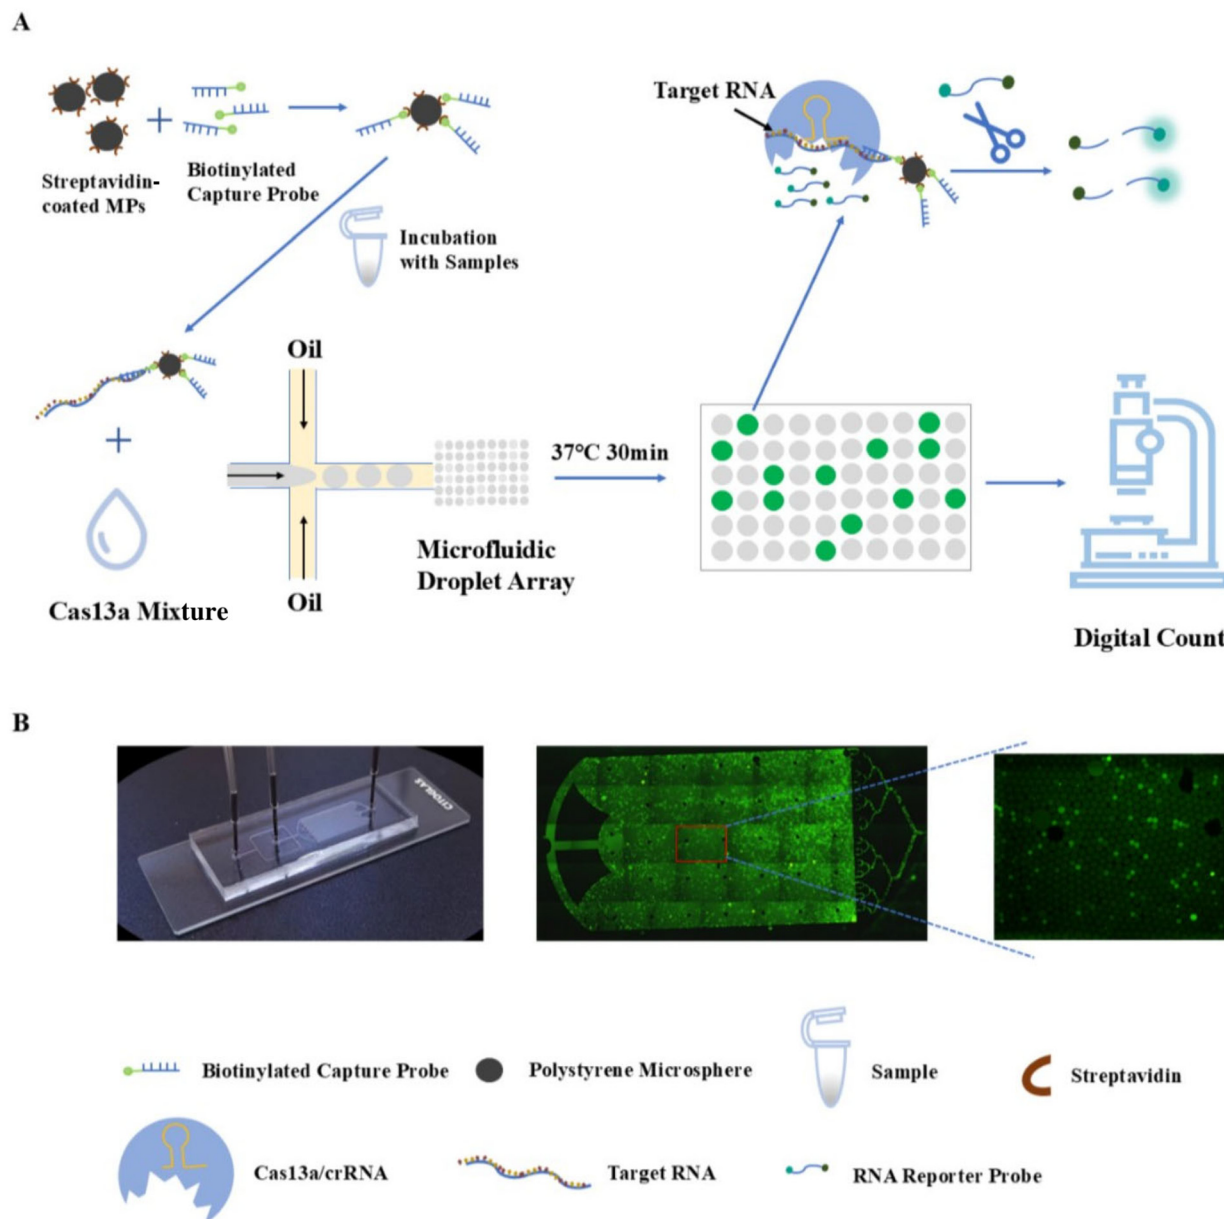 A
Target RNA
Streptavidin-
coated MPs
Biotinylated
Capture Probe
Incubation
with Samples
Oil
37°C 30min
Microfluidic
Droplet Array
Oil
Cas13a Mixture
Digital Count
B
CITOGLAS
Biotinylated Capture Probe
Polystyrene Microsphere
Sample
Streptavidin
Cas13a/crRNA
Target RNA
RNA Reporter Probe